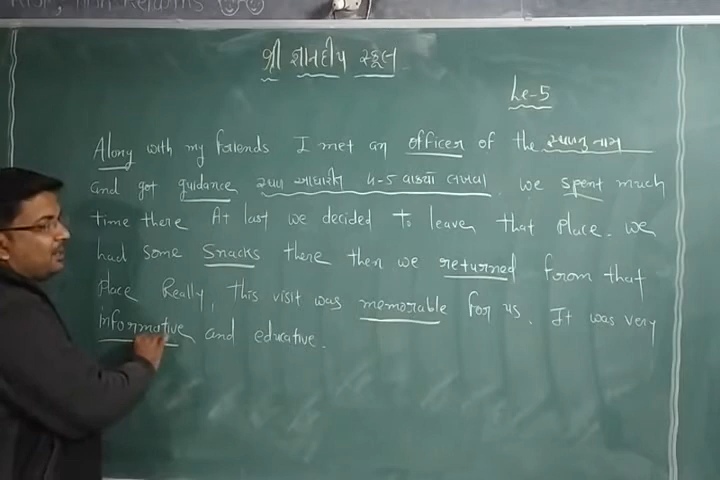 શ્રી જ્ઞાનદીપ સ્કૂલ
Le-5
Along with my friends I met an officer of the સ્થળનું નામ
and got guidance સ્થળ આધારીત ૫-5 વાક્યો લખવા. we spent much
time there At last we decided to leave that place. we
had some snacks there then we returned from that
place Really, this visit was memorable for us. It was very
informative and educative.